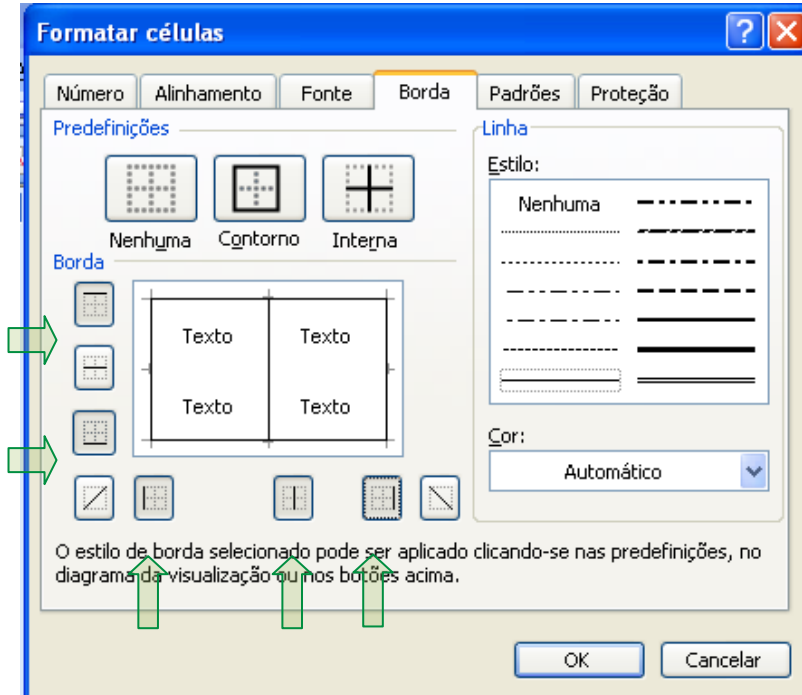 Formatar células
Número Alinhamento Fonte Borda Padrões Proteção
Predefinições
Nenhuma Contorno Interna
Borda
Texto Texto
Texto Texto
Linha
Estilo:
Nenhuma
Cor:
Automático
O estilo de borda selecionado pode ser aplicado clicando-se nas predefinições, no
diagrama da visualização ou nos botões acima.
OK Cancelar